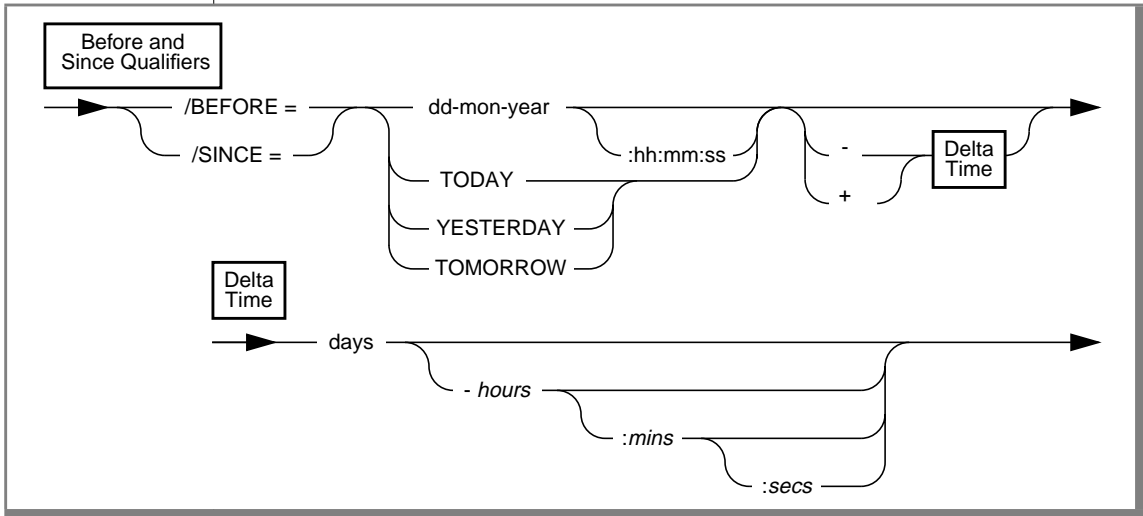 Before and
Since Qualifiers
/BEFORE =
/SINCE =
dd-mon-year
:hh:mm:ss
TODAY
YESTERDAY
TOMORROW
-
+
Delta
Time
Delta
Time
days
- hours
:mins
:secs